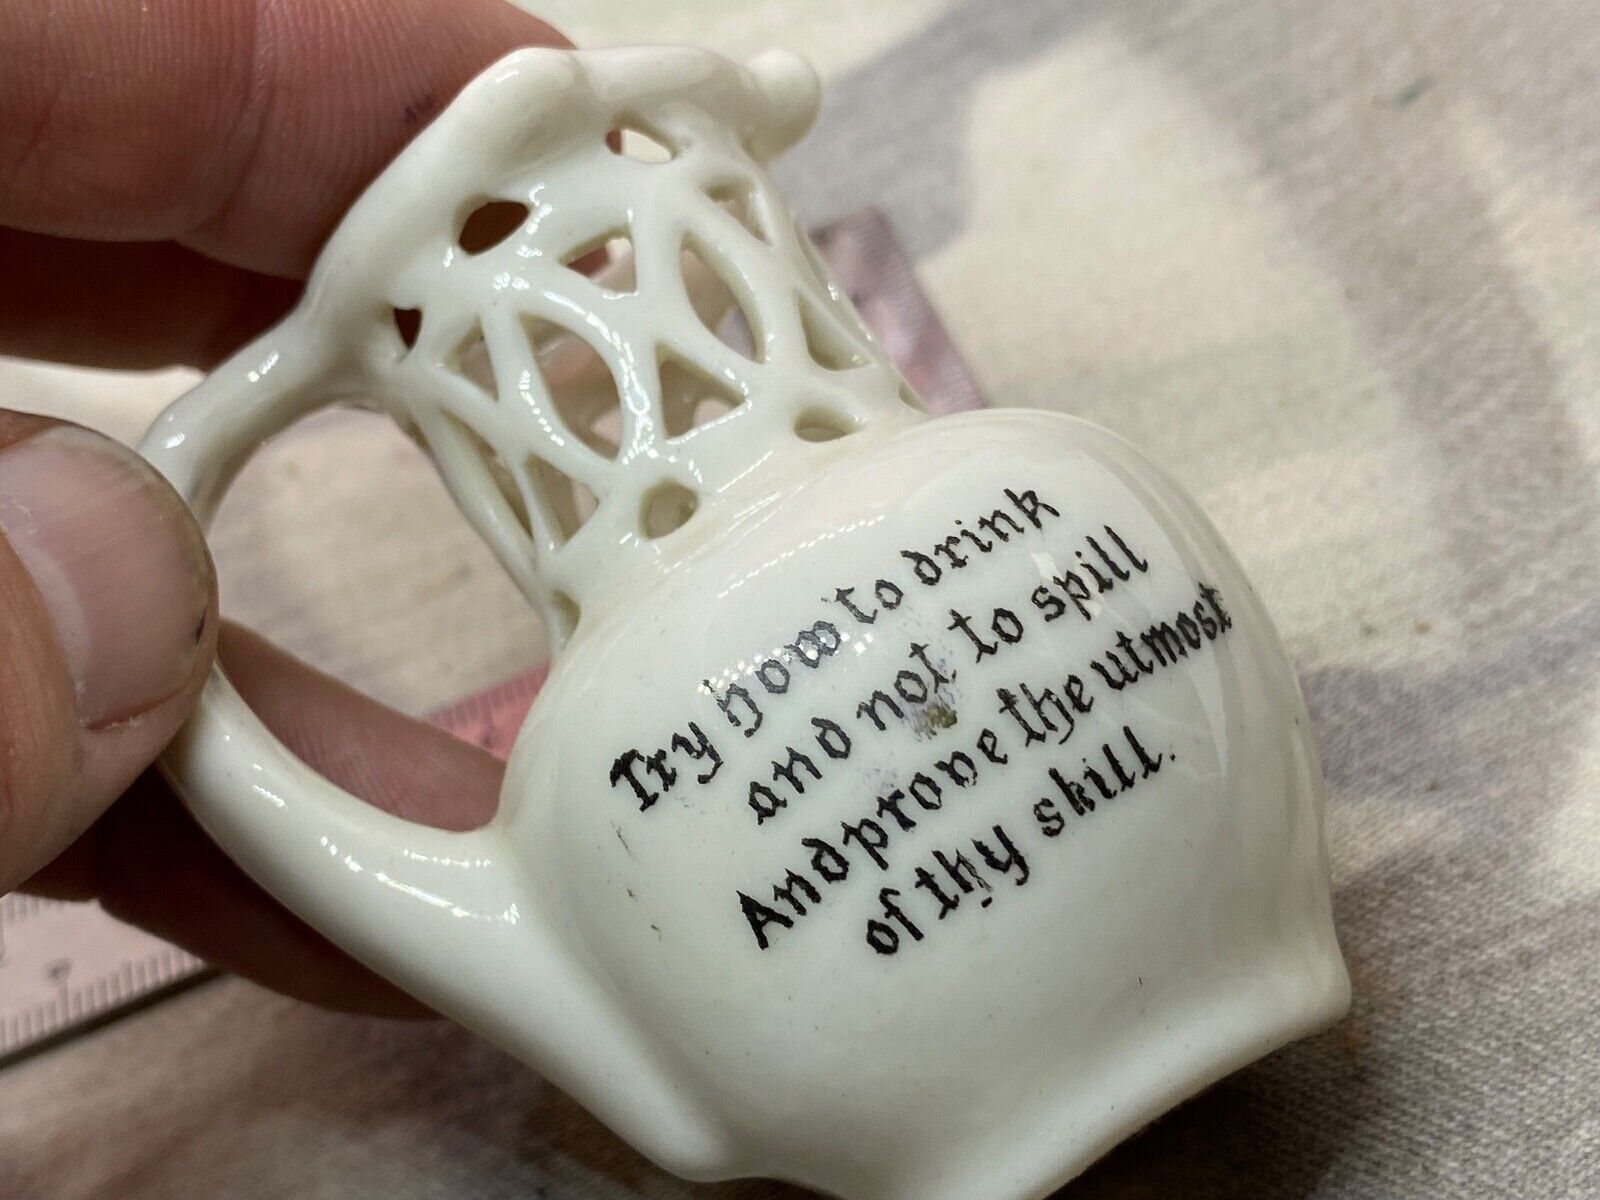 Try how to drink
and not to spill
And prove the utmost
of thy skill.